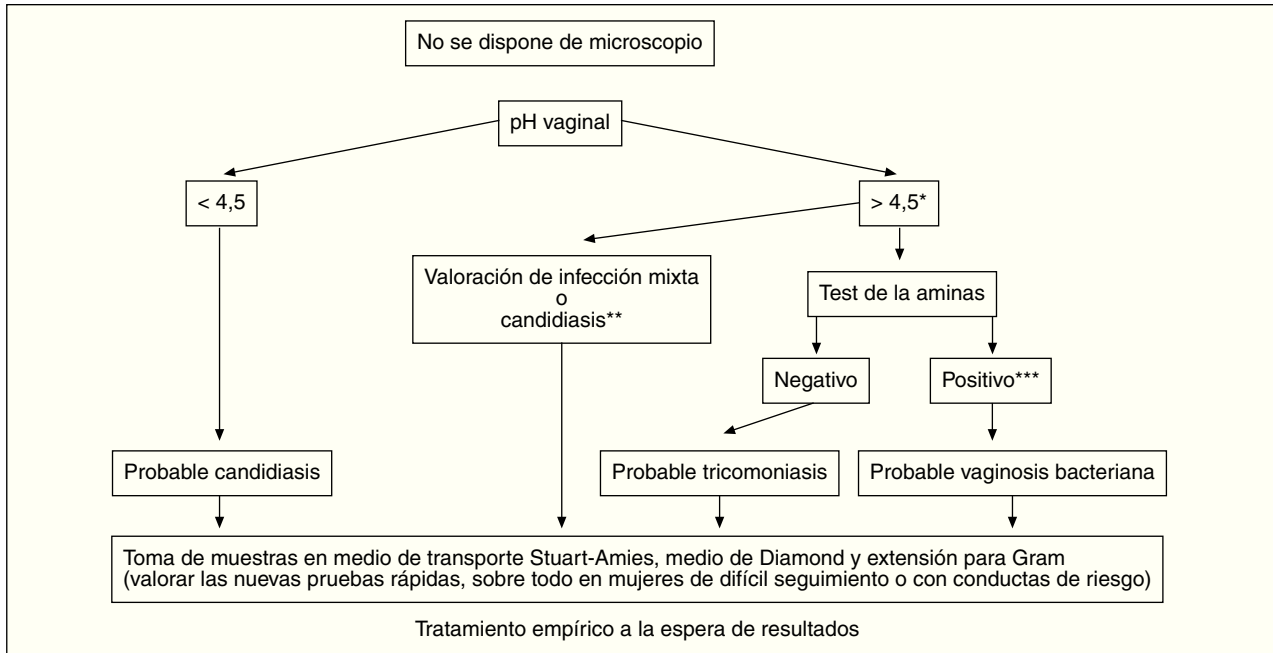 No se dispone de microscopio
pH vaginal
< 4,5
> 4,5*
Valoración de infección mixta
o
candidiasis**
Test de la aminas
Negativo
Positivo***
Probable candidiasis
Probable tricomoniasis
Probable vaginosis bacteriana
Toma de muestras en medio de transporte Stuart-Amies, medio de Diamond y extensión para Gram
(valorar las nuevas pruebas rápidas, sobre todo en mujeres de difícil seguimiento o con conductas de riesgo)
Tratamiento empírico a la espera de resultados